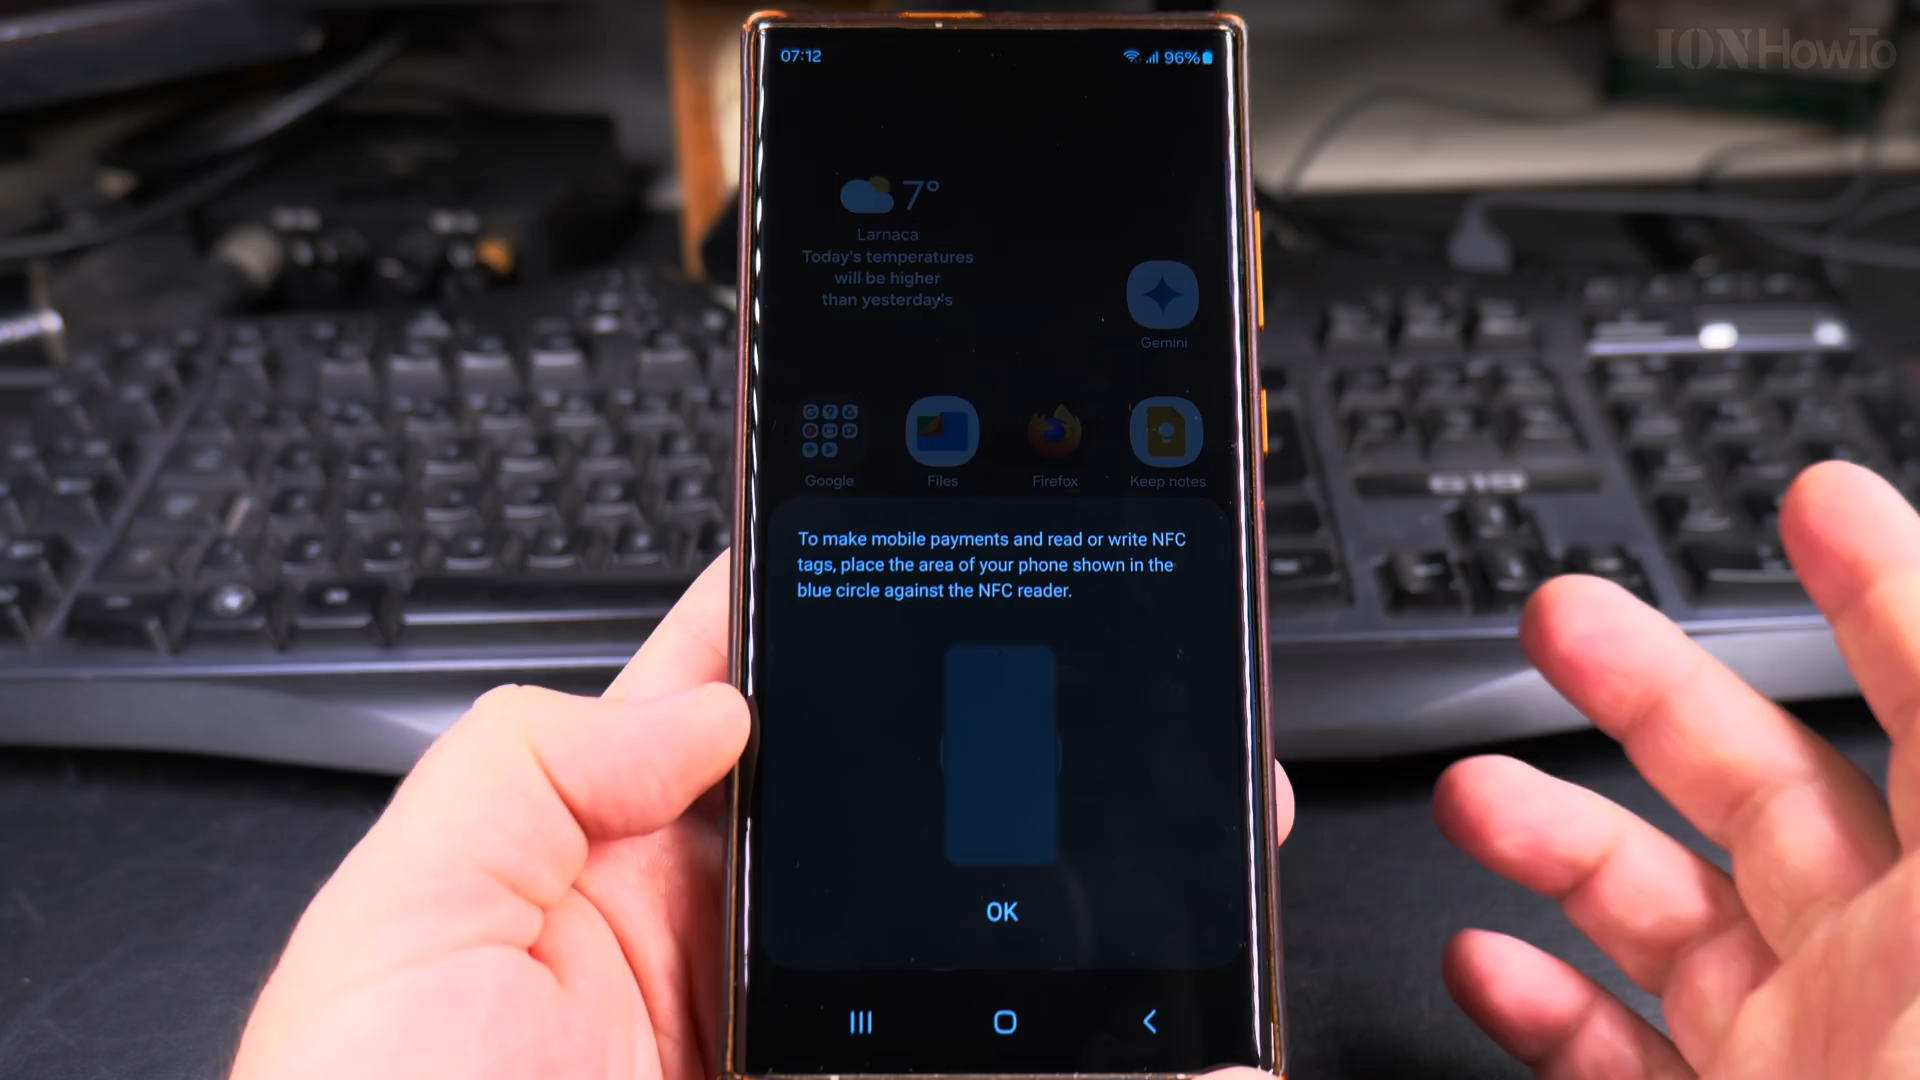 IONHowTo
07:12
96%
7°
Larnaca
Today's temperatures
will be higher
than yesterday's
Gemini
Google
Files
Firefox
Keep notes
To make mobile payments and read or write NFC
tags, place the area of your phone shown in the
blue circle against the NFC reader.
OK
G19